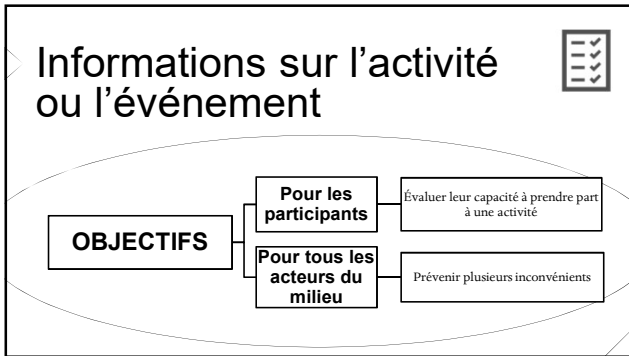 Informations sur l’activité
ou l’événement
OBJECTIFS
Pour les
participants
Évaluer leur capacité à prendre part
à une activité
Pour tous les
acteurs du
milieu
Prévenir plusieurs inconvénients